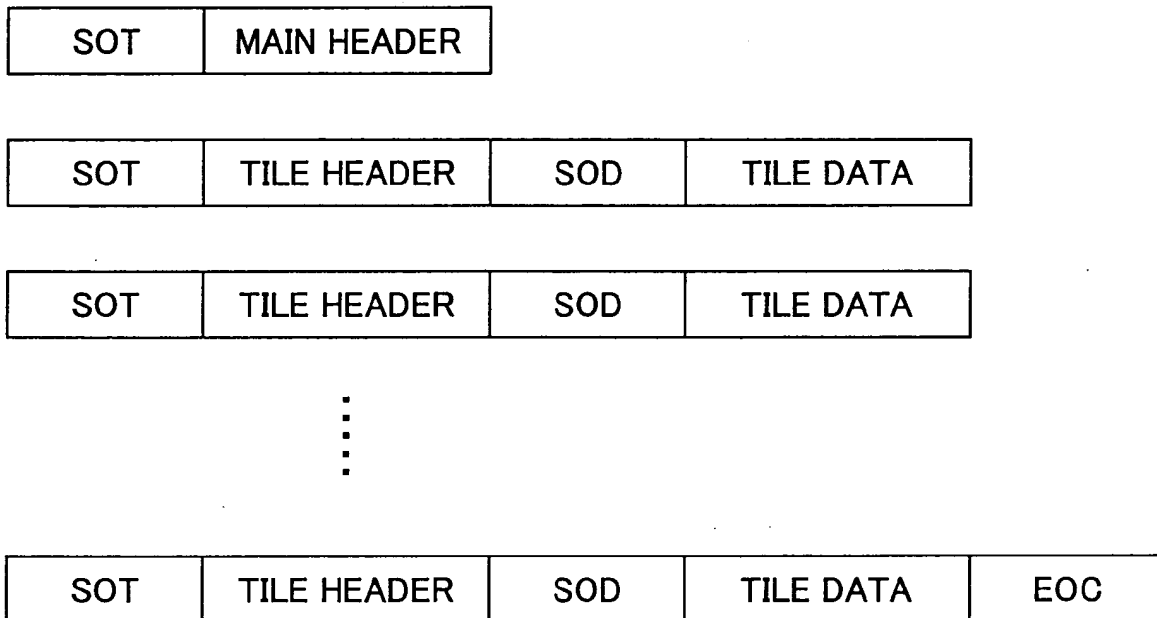 SOT MAIN HEADER
SOT TILE HEADER SOD TILE DATA
SOT TILE HEADER SOD TILE DATA
SOT TILE HEADER SOD TILE DATA EOC